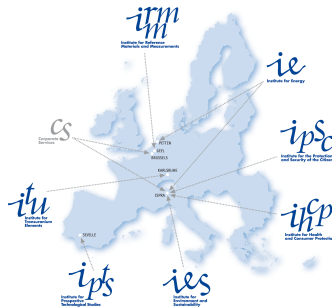 irmm
Institute for Reference
Materials and Measurements
ie
Institute for Energy
cs
Corporate
Services
PETTEN
GEEL
BRUSSELS
ipsc
Institute for the Protection
and Security of the Citizen
KARLSRUHE
ISPRA
itu
Institute for
Transuranium
Elements
ihcp
Institute for Health
and Consumer Protection
SEVILLE
ipts
Institute for
Prospective
Technological Studies
ies
Institute for
Environment and
Sustainability